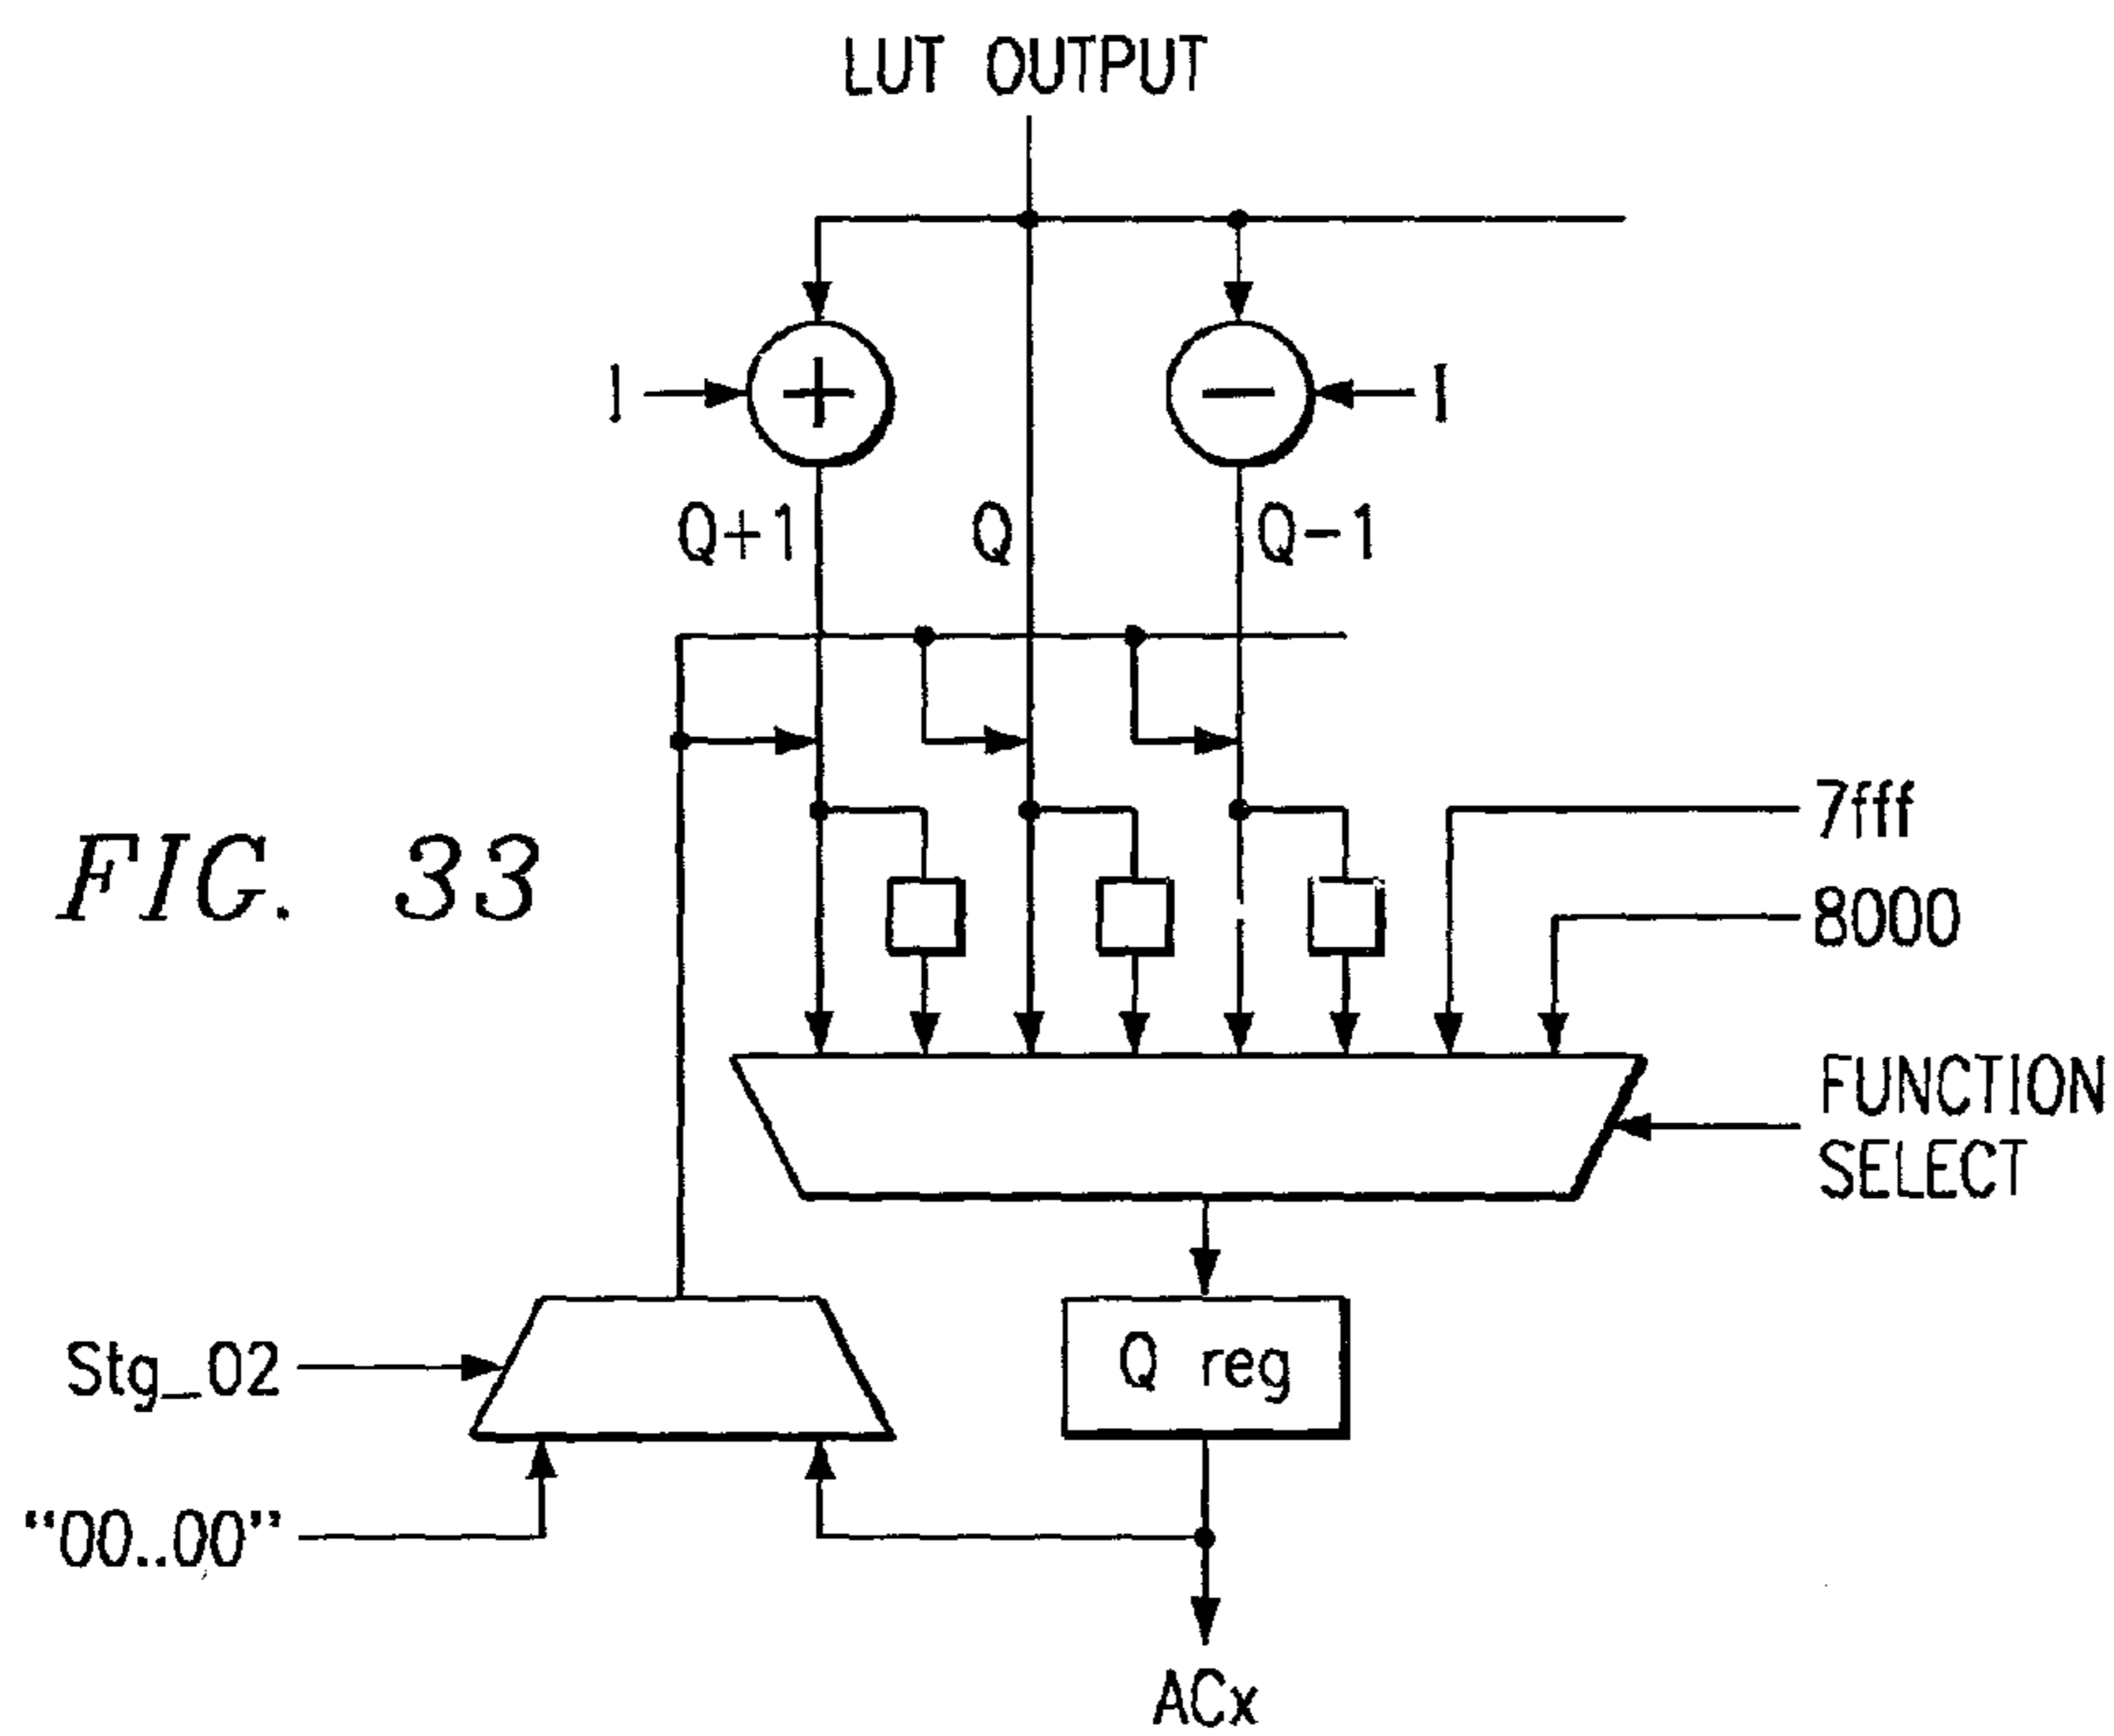 LUT OUTPUT
1
+
−
1
Q+1
Q
Q−1
7fff
8000
FIG. 33
FUNCTION
SELECT
Stg_02
Q reg
"00..00"
ACx